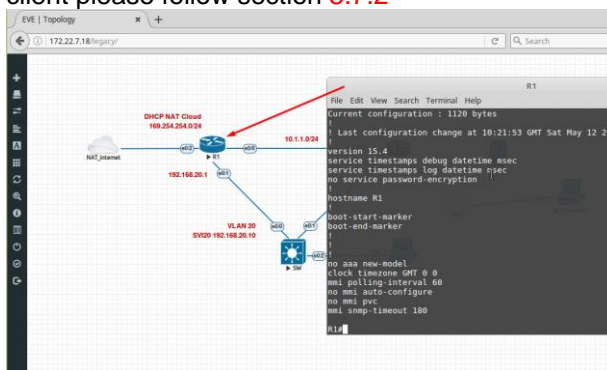 client please follow section 3.7.2
EVE | Topology
172.22.7.18/legacy/
Search
R1
File Edit View Search Terminal Help
Current configuration : 1120 bytes
!
! Last configuration change at 10:21:53 GMT Sat May 12 2
!
version 15.4
service timestamps debug datetime msec
service timestamps log datetime msec
no service password-encryption
!
hostname R1
!
boot-start-marker
boot-end-marker
!
!
!
no aaa new-model
clock timezone GMT 0 0
mmi polling-interval 60
no mmi auto-configure
no mmi pvc
mmi snmp-timeout 180
R1#
DHCP NAT Cloud
169.254.254.0/24
10.1.1.0/24
NAT_internet
e0/2
e0/0
R1
192.168.20.1
e0/1
VLAN 20
SVI20 192.168.20.10
e0/0
e0/1
SW